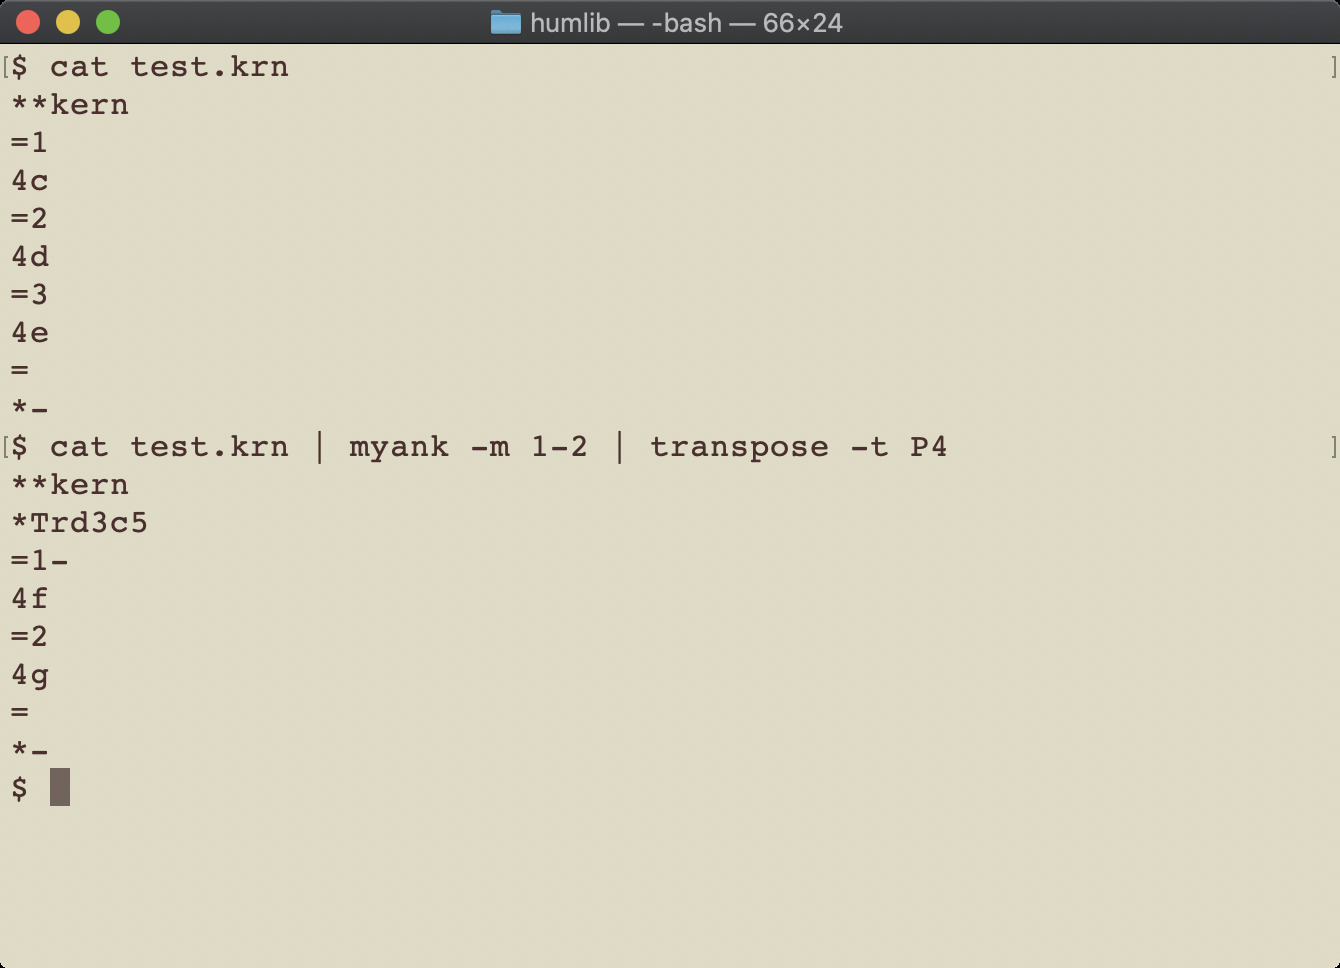 humlib — -bash — 66×24
[$ cat test.krn ]
**kern
=1
4c
=2
4d
=3
4e
=
*-
[$ cat test.krn | myank -m 1-2 | transpose -t P4 ]
**kern
*Trd3c5
=1-
4f
=2
4g
=
*-
$